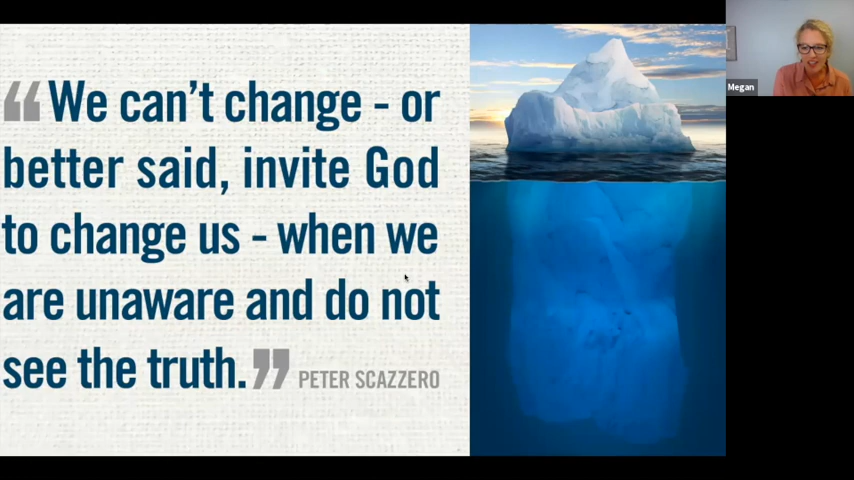 “We can’t change - or
better said, invite God
to change us - when we
are unaware and do not
see the truth.” PETER SCAZZERO
Megan